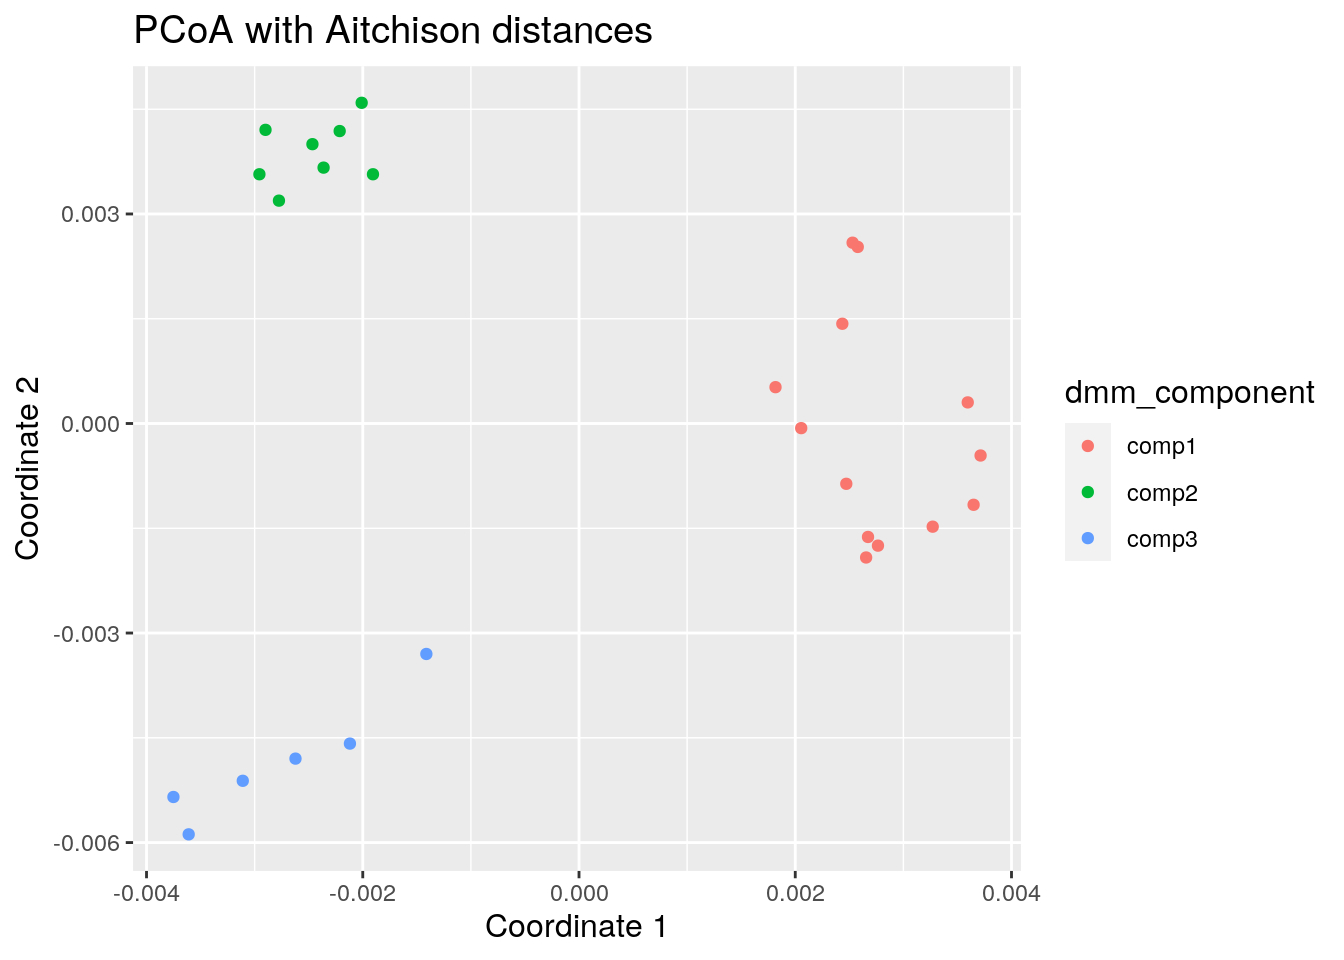 PCoA with Aitchison distances
Coordinate 2
0.003
0.000
-0.003
-0.006
-0.004 -0.002 0.000 0.002 0.004
Coordinate 1
dmm_component
comp1
comp2
comp3